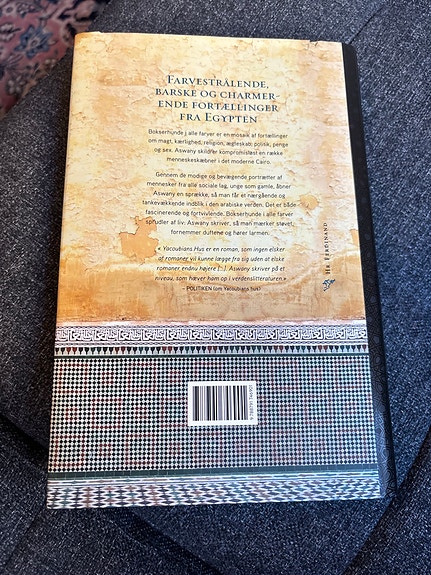 FARVESTRÅLENDE,
BARSKE OG CHARMER-
ENDE FORTÆLLINGER
FRA EGYPTEN
Bokserhunde i alle farver er en mosaik af fortællinger
om magt, kærlighed, religion, ægteskab, politik, penge
og sex. Aswany skildrer kompromisløst en række
menneskeskæbner i det moderne Cairo.
Gennem de modige og bevægende portrætter af
mennesker fra alle sociale lag, unge som gamle, åbner
Aswany en sprække, så man får et nærgående og
tankevækkende indblik i den arabiske verden. Det er både
fascinerende og fortvivlende. Bokserhunde i alle farver
sprudler af liv: Aswany skriver, så man mærker støvet,
fornemmer duftene og hører larmen.
« Yacoubians Hus er en roman, som ingen elsker
af romaner vil kunne lægge fra sig uden at elske
romaner endnu højere [...]. Aswany skriver på et
niveau, som hæver ham op i verdenslitteraturen.»
– POLITIKEN (om Yacoubians hus)
HR. FERDINAND